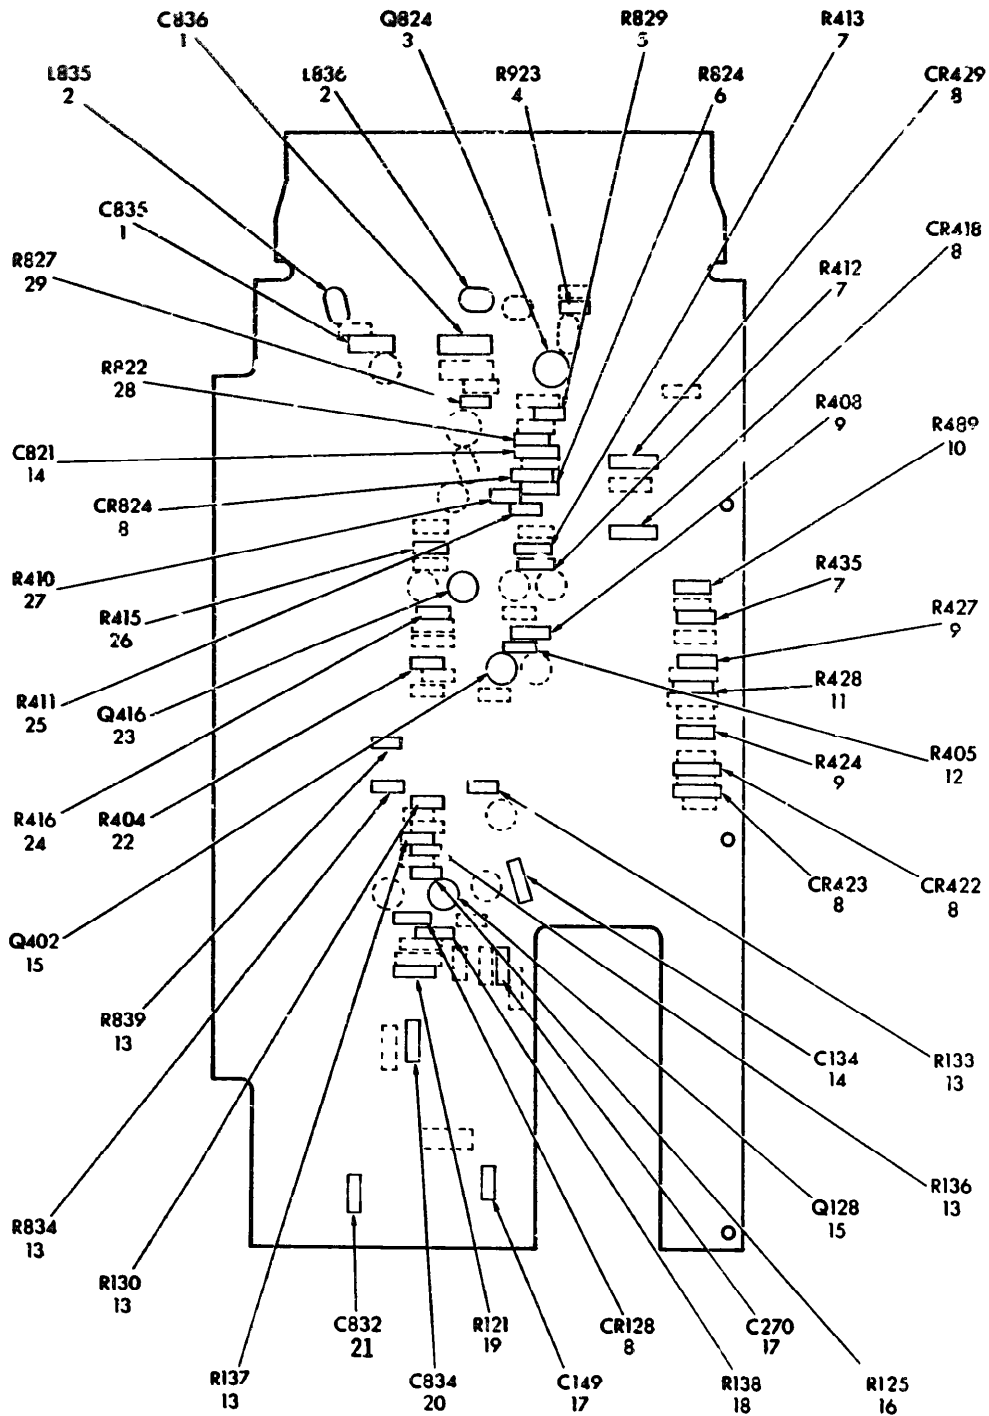 C836
1
Q824
3
R829
5
R413
7
L835
2
L836
2
R923
4
R824
6
CR429
8
C835
1
CR418
8
R827
29
R412
7
R822
28
R408
9
R489
10
C821
14
CR824
8
R410
27
R435
7
R415
26
R427
9
R411
25
Q416
23
R428
11
R405
12
R424
9
R416
24
R404
22
CR423
8
CR422
8
Q402
15
R839
13
C134
14
R133
13
R834
13
R136
13
Q128
15
R130
13
C832
21
R121
19
CR128
8
C270
17
R137
13
C834
20
C149
17
R138
18
R125
16